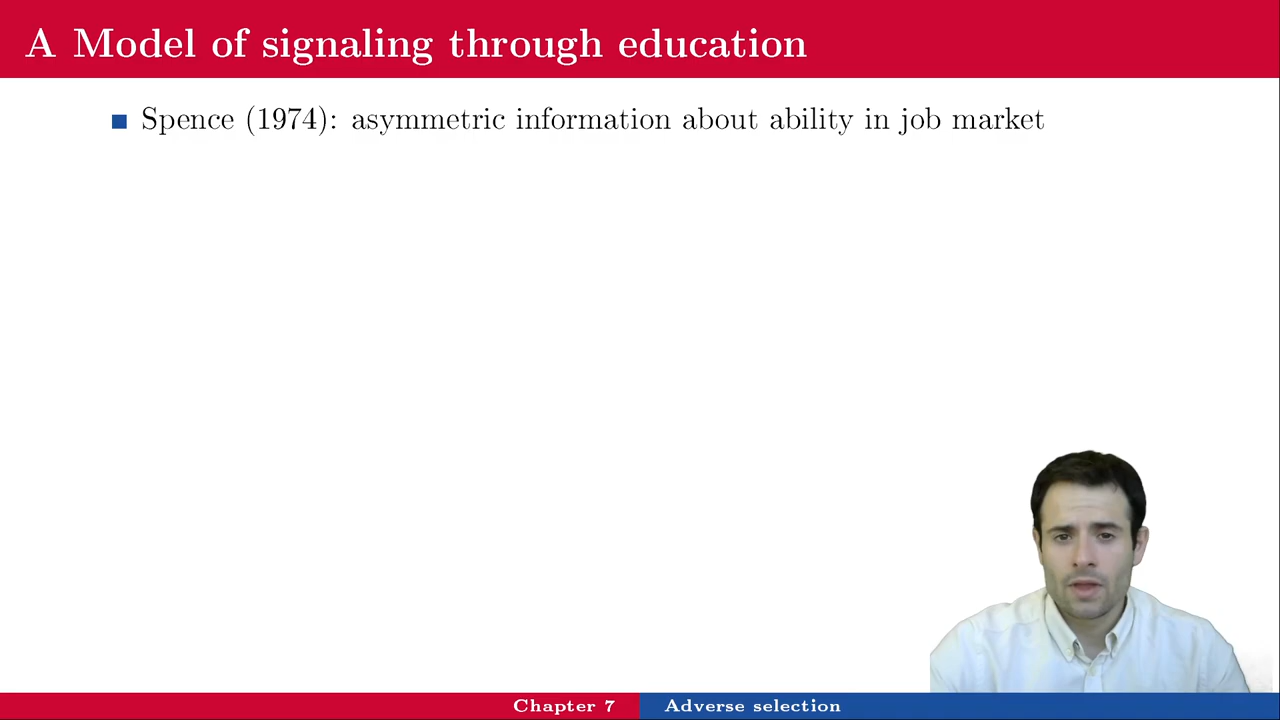 A Model of signaling through education
Spence (1974): asymmetric information about ability in job market
Chapter 7
Adverse selection